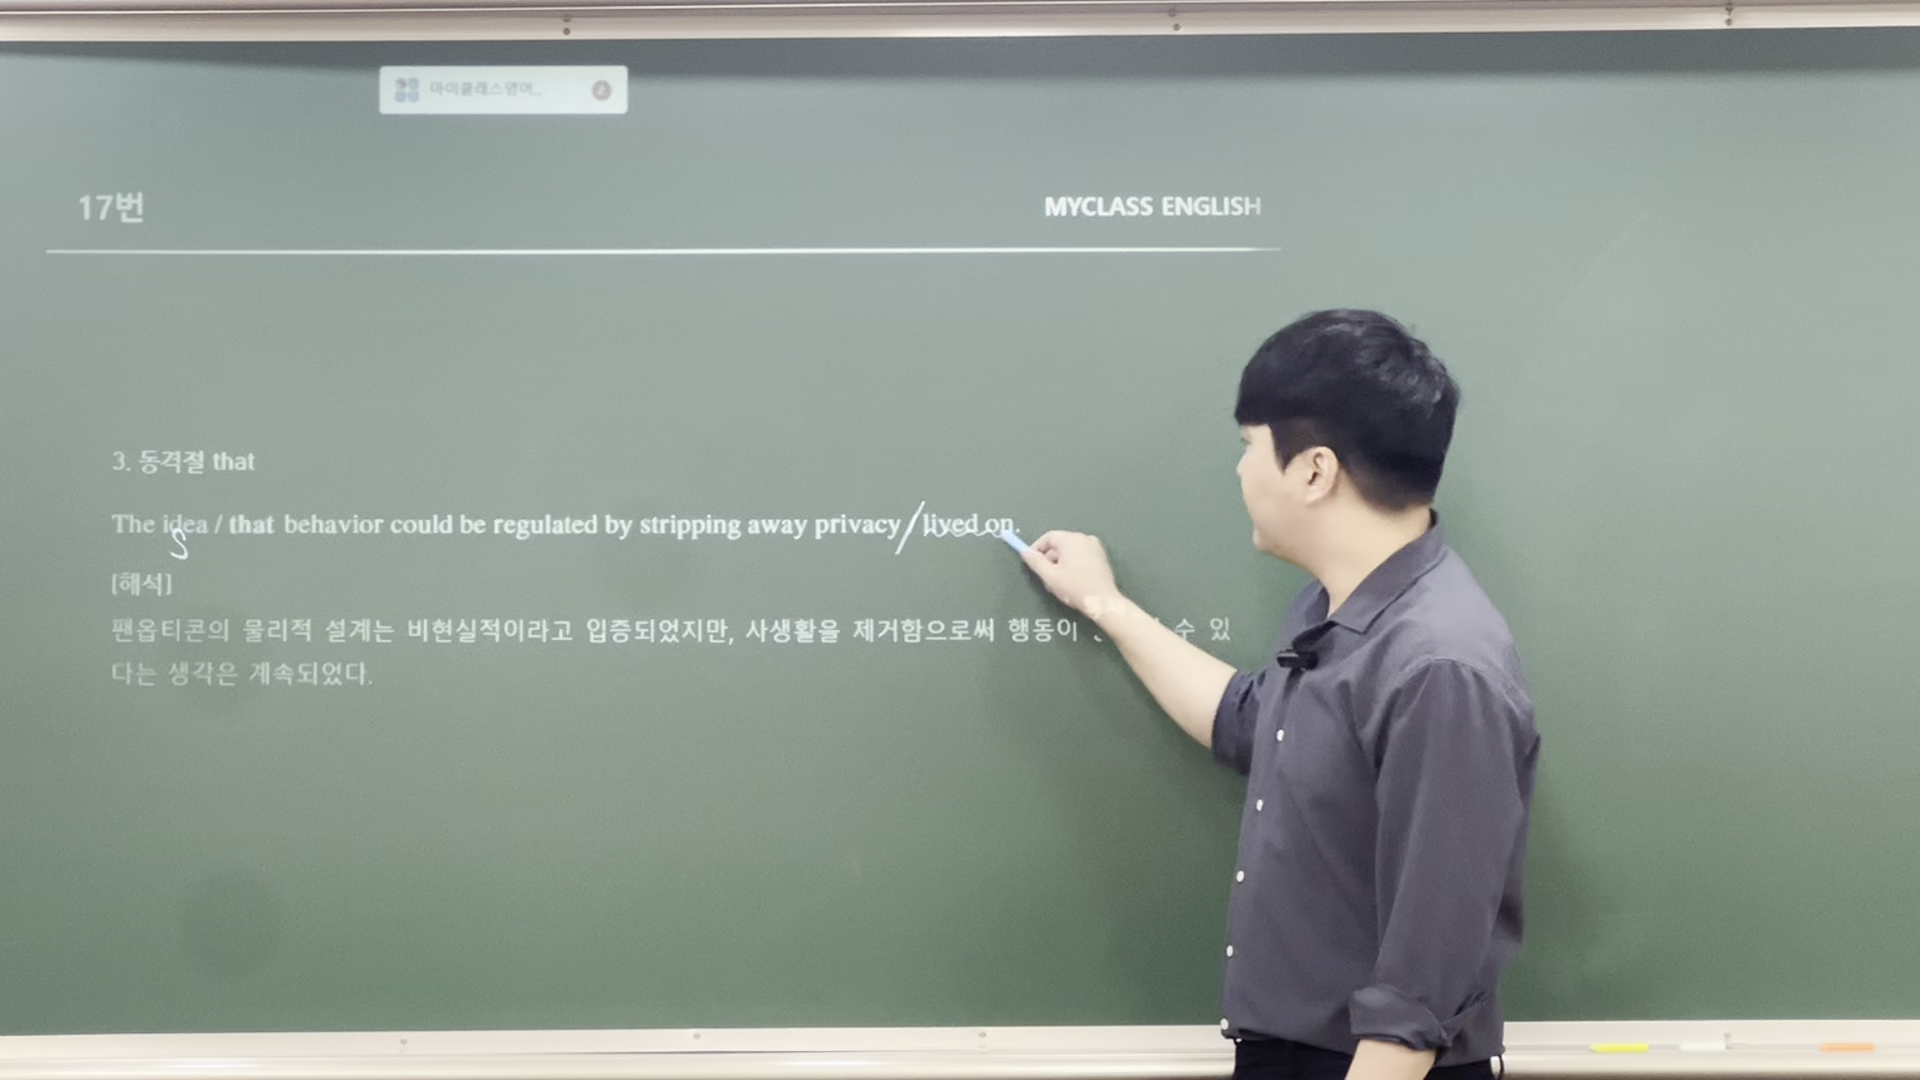 마이클래스영어_
17번
MYCLASS ENGLISH
3. 동격절 that
The idea / that behavior could be regulated by stripping away privacy / lived on.
S
[해석]
팬옵티콘의 물리적 설계는 비현실적이라고 입증되었지만, 사생활을 제거함으로써 행동이 수 있
다는 생각은 계속되었다.